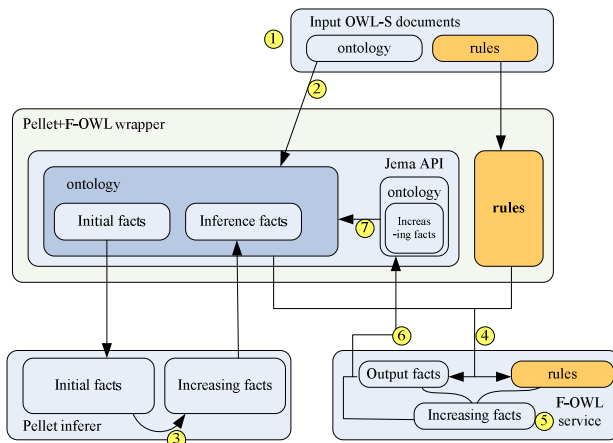 Input OWL-S documents
1
ontology
rules
2
Pellet+F-OWL wrapper
Jema API
ontology
ontology
Initial facts
Inference facts
Increas
-ing facts
7
rules
6
4
Initial facts
Increasing facts
Output facts
rules
Pellet inferer
3
Increasing facts
5
F-OWL
service